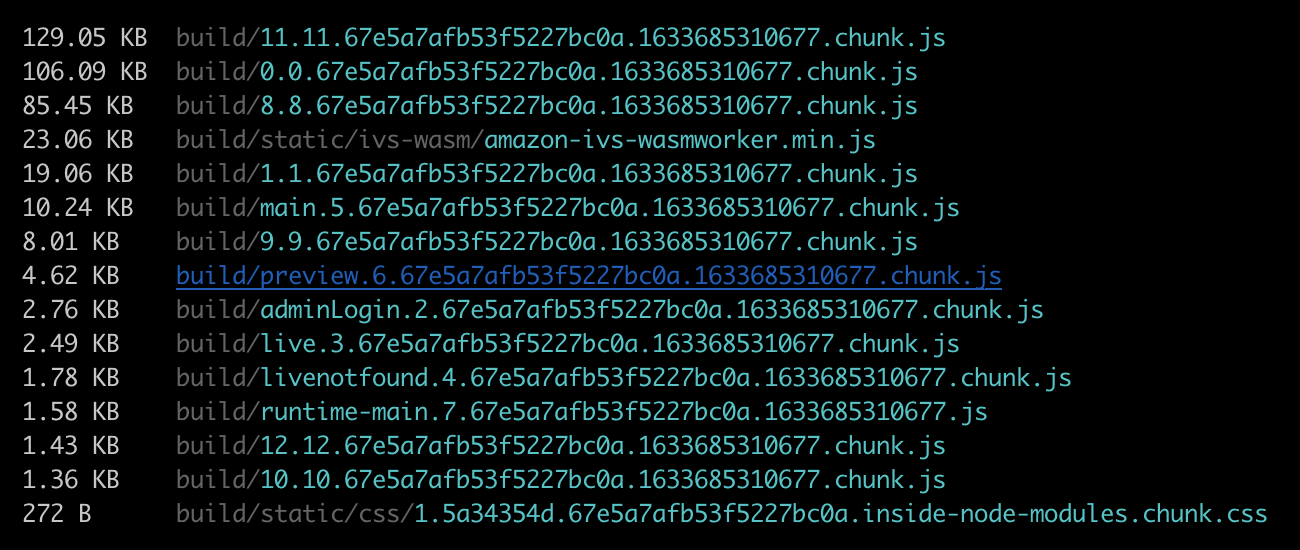 129.05 KB build/11.11.67e5a7afb53f5227bc0a.1633685310677.chunk.js
106.09 KB build/0.0.67e5a7afb53f5227bc0a.1633685310677.chunk.js
85.45 KB build/8.8.67e5a7afb53f5227bc0a.1633685310677.chunk.js
23.06 KB build/static/ivs-wasm/amazon-ivs-wasmworker.min.js
19.06 KB build/1.1.67e5a7afb53f5227bc0a.1633685310677.chunk.js
10.24 KB build/main.5.67e5a7afb53f5227bc0a.1633685310677.chunk.js
8.01 KB build/9.9.67e5a7afb53f5227bc0a.1633685310677.chunk.js
4.62 KB build/preview.6.67e5a7afb53f5227bc0a.1633685310677.chunk.js
2.76 KB build/adminLogin.2.67e5a7afb53f5227bc0a.1633685310677.chunk.js
2.49 KB build/live.3.67e5a7afb53f5227bc0a.1633685310677.chunk.js
1.78 KB build/livenotfound.4.67e5a7afb53f5227bc0a.1633685310677.chunk.js
1.58 KB build/runtime-main.7.67e5a7afb53f5227bc0a.1633685310677.js
1.43 KB build/12.12.67e5a7afb53f5227bc0a.1633685310677.chunk.js
1.36 KB build/10.10.67e5a7afb53f5227bc0a.1633685310677.chunk.js
272 B build/static/css/1.5a34354d.67e5a7afb53f5227bc0a.inside-node-modules.chunk.css